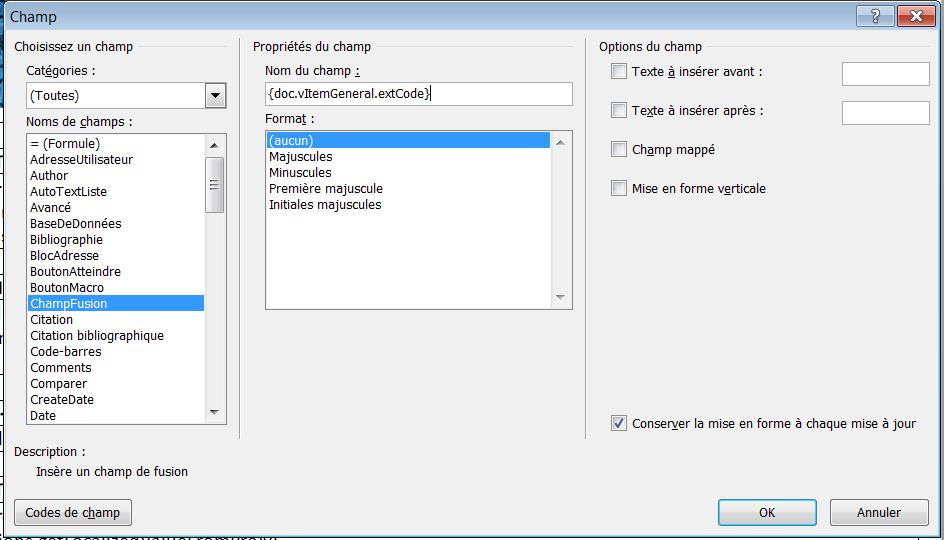 Champ
Choisissez un champ
Catégories :
(Toutes)
Noms de champs :
= (Formule)
AdresseUtilisateur
Author
AutoTextListe
Avancé
BaseDeDonnées
Bibliographie
BlocAdresse
BoutonAtteindre
BoutonMacro
ChampFusion
Citation
Citation bibliographique
Code-barres
Comments
Comparer
CreateDate
Date
Propriétés du champ
Nom du champ :
{doc.vItemGeneral.extCode}
Format :
(aucun)
Majuscules
Minuscules
Première majuscule
Initiales majuscules
Options du champ
Texte à insérer avant :
Texte à insérer après :
Champ mappé
Mise en forme verticale
Conserver la mise en forme à chaque mise à jour
Description :
Insère un champ de fusion
Codes de champ
OK
Annuler